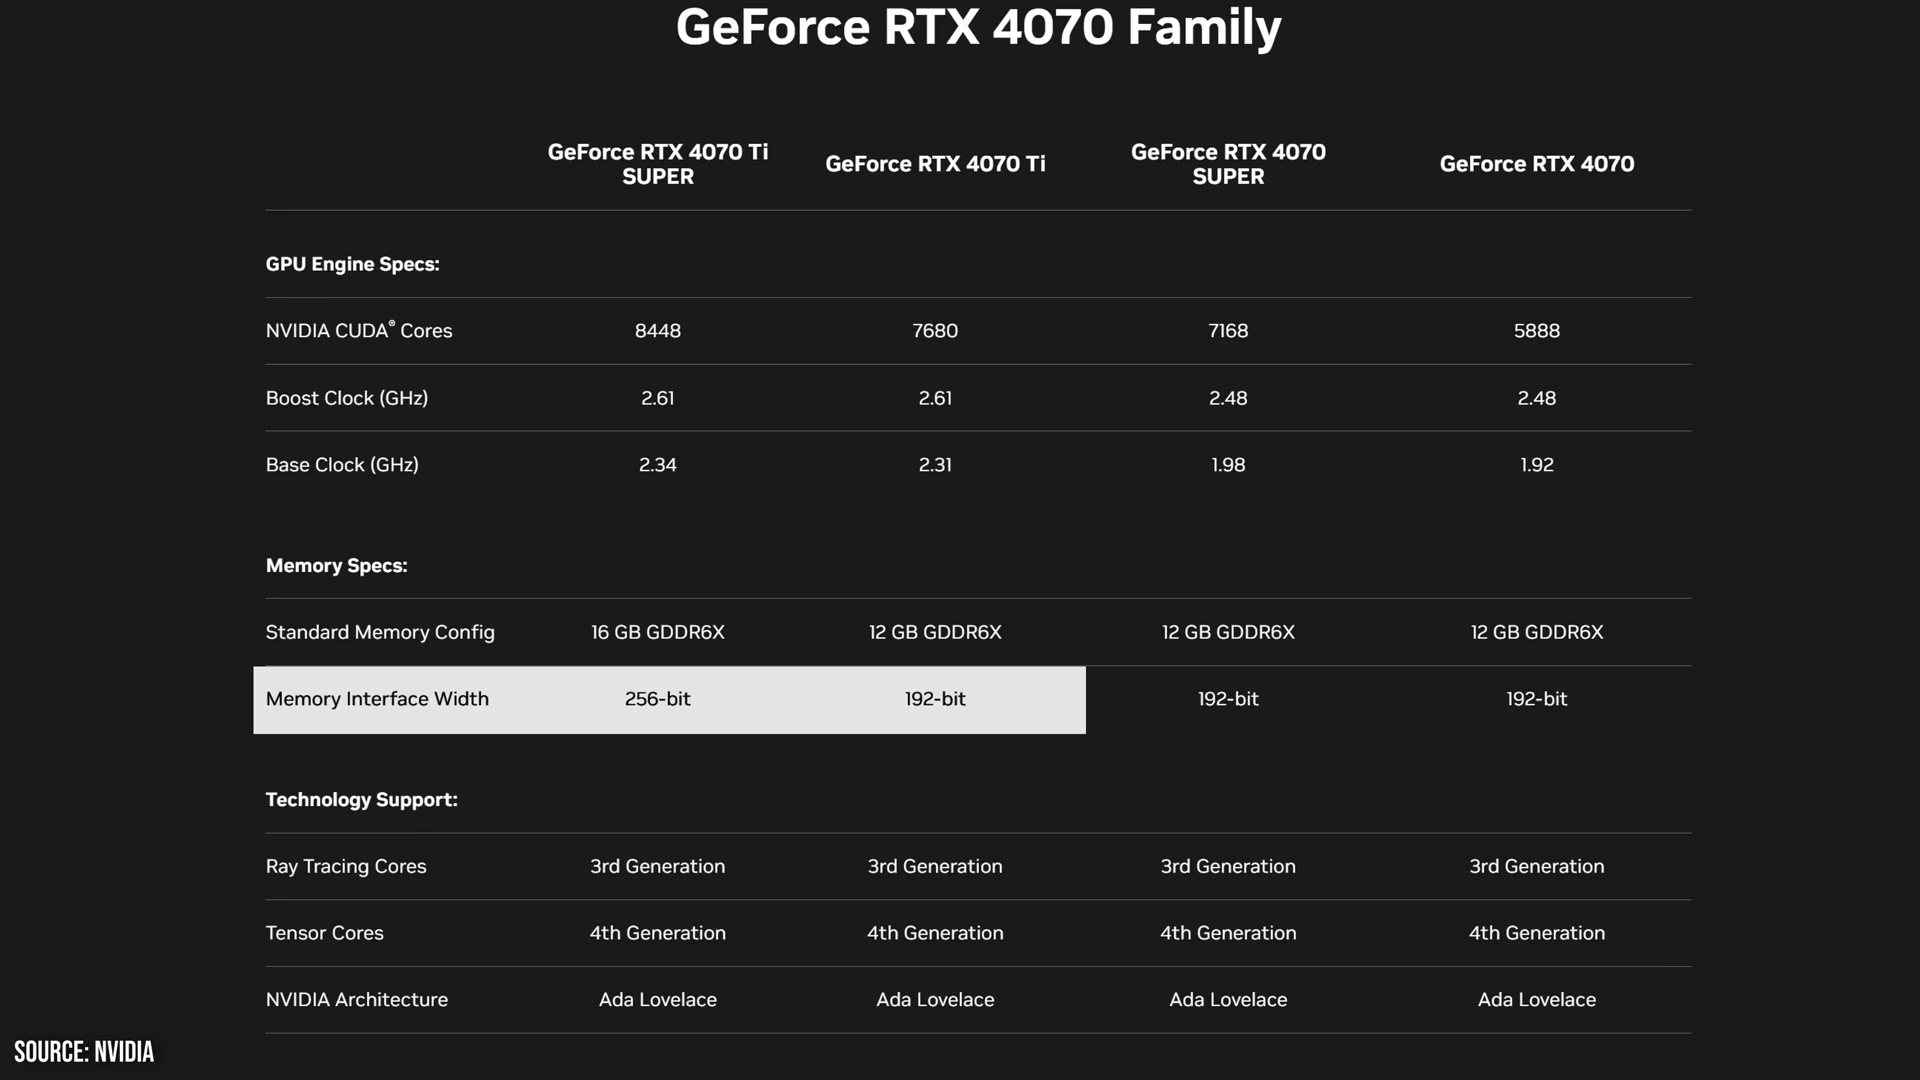 GeForce RTX 4070 Family
GeForce RTX 4070 Ti SUPER GeForce RTX 4070 Ti GeForce RTX 4070 SUPER GeForce RTX 4070
GPU Engine Specs:
NVIDIA CUDA® Cores 8448 7680 7168 5888
Boost Clock (GHz) 2.61 2.61 2.48 2.48
Base Clock (GHz) 2.34 2.31 1.98 1.92
Memory Specs:
Standard Memory Config 16 GB GDDR6X 12 GB GDDR6X 12 GB GDDR6X 12 GB GDDR6X
Memory Interface Width 256-bit 192-bit 192-bit 192-bit
Technology Support:
Ray Tracing Cores 3rd Generation 3rd Generation 3rd Generation 3rd Generation
Tensor Cores 4th Generation 4th Generation 4th Generation 4th Generation
NVIDIA Architecture Ada Lovelace Ada Lovelace Ada Lovelace Ada Lovelace
SOURCE: NVIDIA